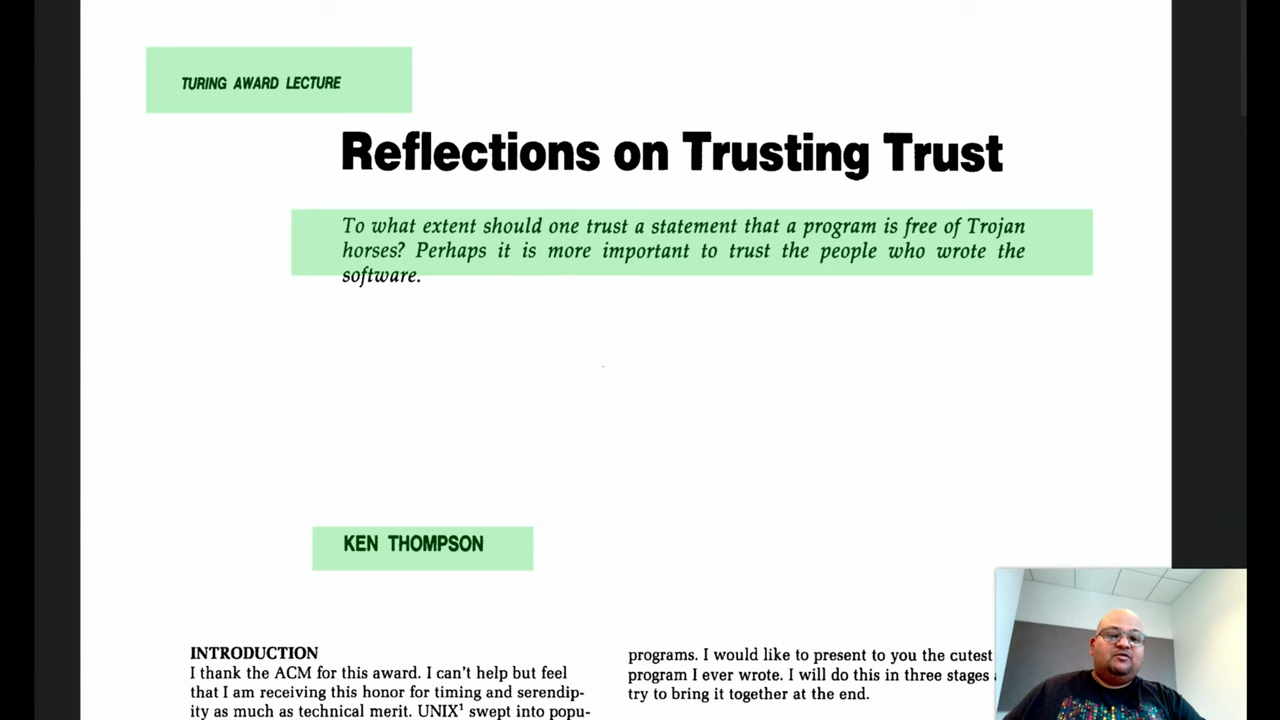 TURING AWARD LECTURE
Reflections on Trusting Trust
To what extent should one trust a statement that a program is free of Trojan
horses? Perhaps it is more important to trust the people who wrote the
software.
KEN THOMPSON
INTRODUCTION
I thank the ACM for this award. I can't help but feel
that I am receiving this honor for timing and serendip-
ity as much as technical merit. UNIX¹ swept into popu-
programs. I would like to present to you the cutest
program I ever wrote. I will do this in three stages
try to bring it together at the end.